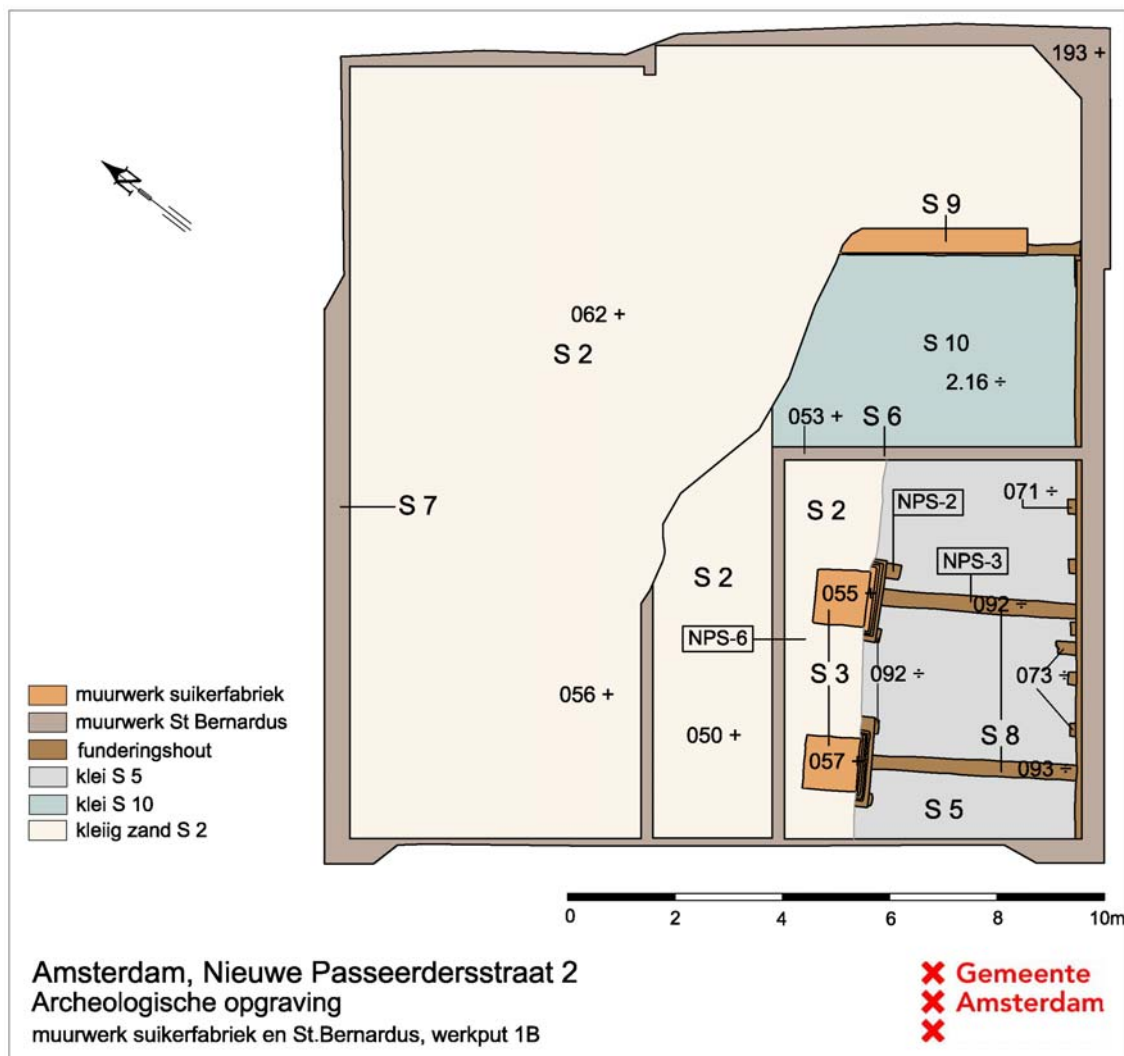 193 +
N
S 9
062 +
S 2
S 10
2.16 ÷
053 +
S 6
071 ÷
S 7
S 2
NPS-2
S 2
NPS-3
055 +
092 ÷
NPS-6
S 3
092 ÷
073 ÷
056 +
050 +
S 8
057 +
093 ÷
S 5
muurwerk suikerfabriek
muurwerk St Bernardus
funderingshout
klei S 5
klei S 10
kleiig zand S 2
0 2 4 6 8 10m
Amsterdam, Nieuwe Passeerdersstraat 2
Archeologische opgraving
muurwerk suikerfabriek en St.Bernardus, werkput 1B
Gemeente
Amsterdam